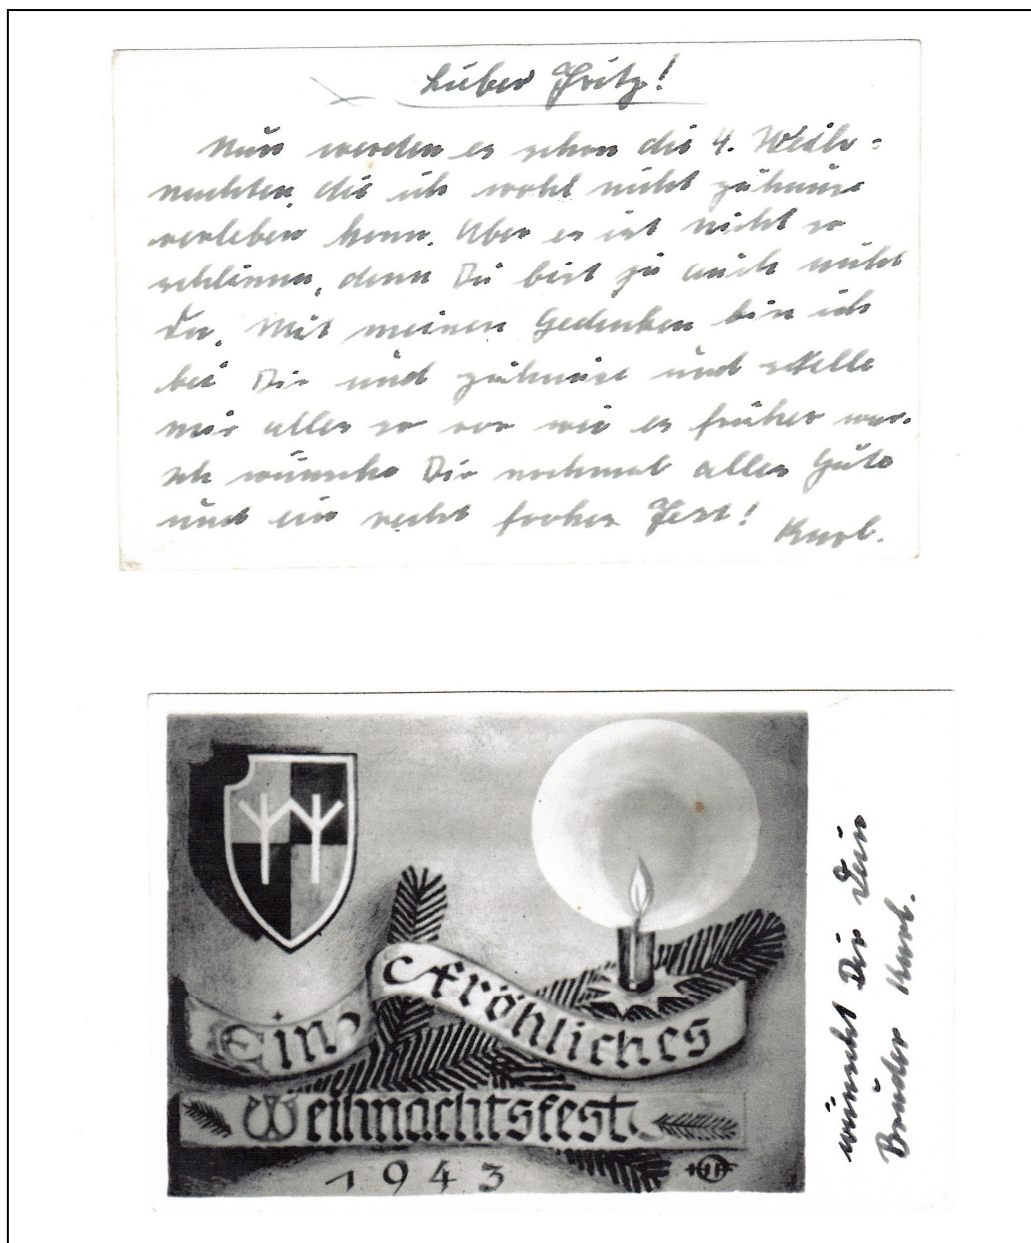 Lieber Fritz!
Nun werden es schon die 4. Weih-
nachten, die ich wohl nicht zuhause
verleben kann. Aber es ist nicht so
schlimm, denn Du bist ja auch nicht
da. Mit meinen Gedanken bin ich
bei Dir und zuhause und stelle
mir alles so vor wie es früher war.
Ich wünsche Dir nochmal alles Gute
und ein recht frohes Fest!
Karl.
Ein Fröhliches
Weihnachtsfest
1943
wünscht Dir Dein
Bruder Karl.